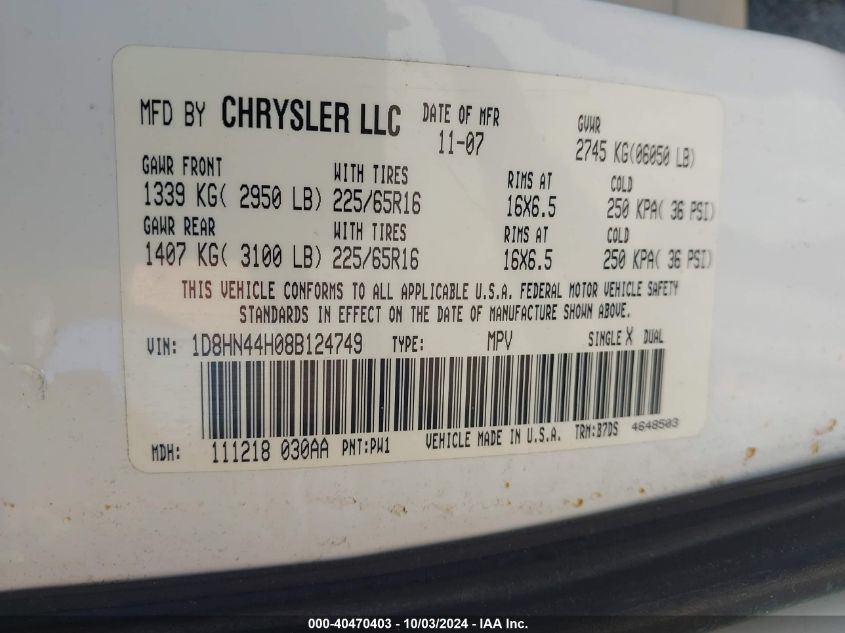 MFD BY CHRYSLER LLC DATE OF MFR GVWR
11-07 2745 KG(06050 LB)
GAWR FRONT WITH TIRES RIMS AT COLD
1339 KG( 2950 LB) 225/65R16 16X6.5 250 KPA( 36 PSI)
GAWR REAR WITH TIRES RIMS AT COLD
1407 KG( 3100 LB) 225/65R16 16X6.5 250 KPA( 36 PSI)
THIS VEHICLE CONFORMS TO ALL APPLICABLE U.S.A. FEDERAL MOTOR VEHICLE SAFETY
STANDARDS IN EFFECT ON THE DATE OF MANUFACTURE SHOWN ABOVE.
VIN: 1D8HN44H08B124749 TYPE: MPV SINGLE X DUAL
MDH: 111218 030AA PNT:PW1 VEHICLE MADE IN U.S.A. TRM:B7DS 4648503
000-40470403 - 10/03/2024 - IAA Inc.